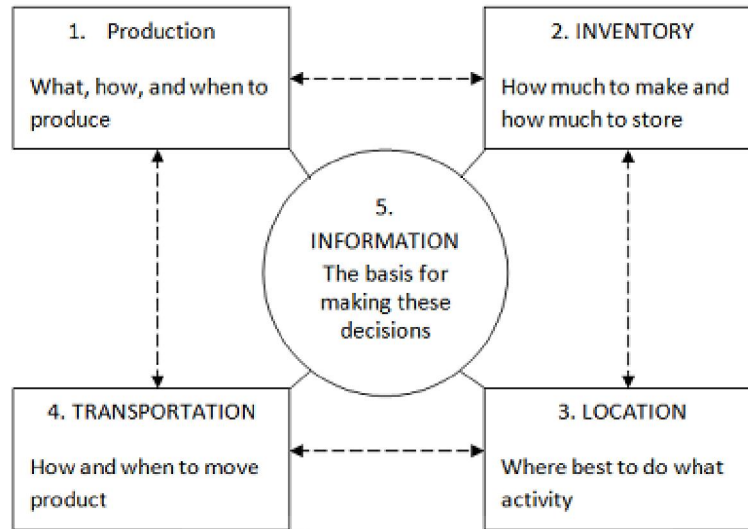 1. Production
What, how, and when to
produce
2. INVENTORY
How much to make and
how much to store
5.
INFORMATION
The basis for
making these
decisions
4. TRANSPORTATION
How and when to move
product
3. LOCATION
Where best to do what
activity